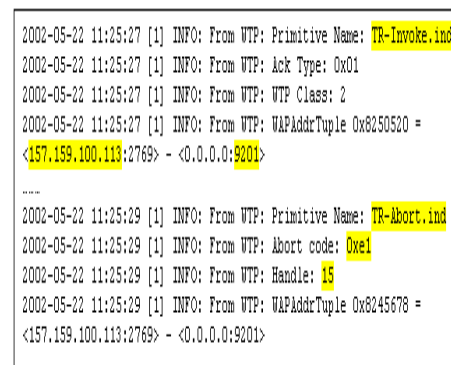 2002-05-22 11:25:27 [1] INFO: From WTP: Primitive Name: TR-Invoke.ind
2002-05-22 11:25:27 [1] INFO: From WTP: Ack Type: 0x01
2002-05-22 11:25:27 [1] INFO: From WTP: WTP Class: 2
2002-05-22 11:25:27 [1] INFO: From WTP: WAPAddrTuple 0x8250520 =
<157.159.100.113:2769> - <0.0.0.0:9201>
……
2002-05-22 11:25:29 [1] INFO: From WTP: Primitive Name: TR-Abort.ind
2002-05-22 11:25:29 [1] INFO: From WTP: Abort code: 0xe1
2002-05-22 11:25:29 [1] INFO: From WTP: Handle: 15
2002-05-22 11:25:29 [1] INFO: From WTP: WAPAddrTuple 0x8245678 =
<157.159.100.113:2769> - <0.0.0.0:9201>